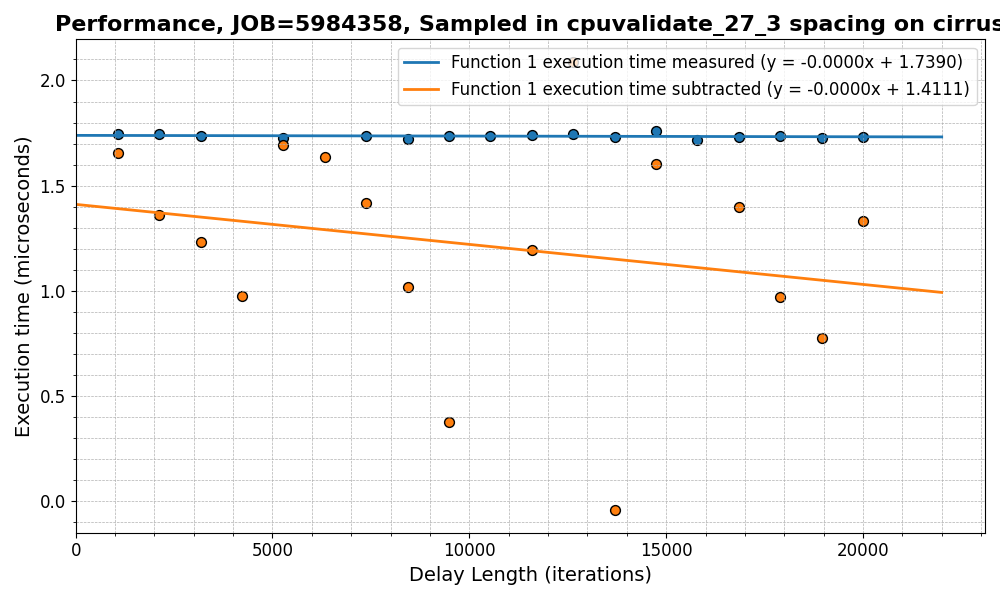 Performance, JOB=5984358, Sampled in cpuvalidate_27_3 spacing on cirrus
Function 1 execution time measured (y = -0.0000x + 1.7390)
Function 1 execution time subtracted (y = -0.0000x + 1.4111)
Execution time (microseconds)
2.0
1.5
1.0
0.5
0.0
0 5000 10000 15000 20000
Delay Length (iterations)